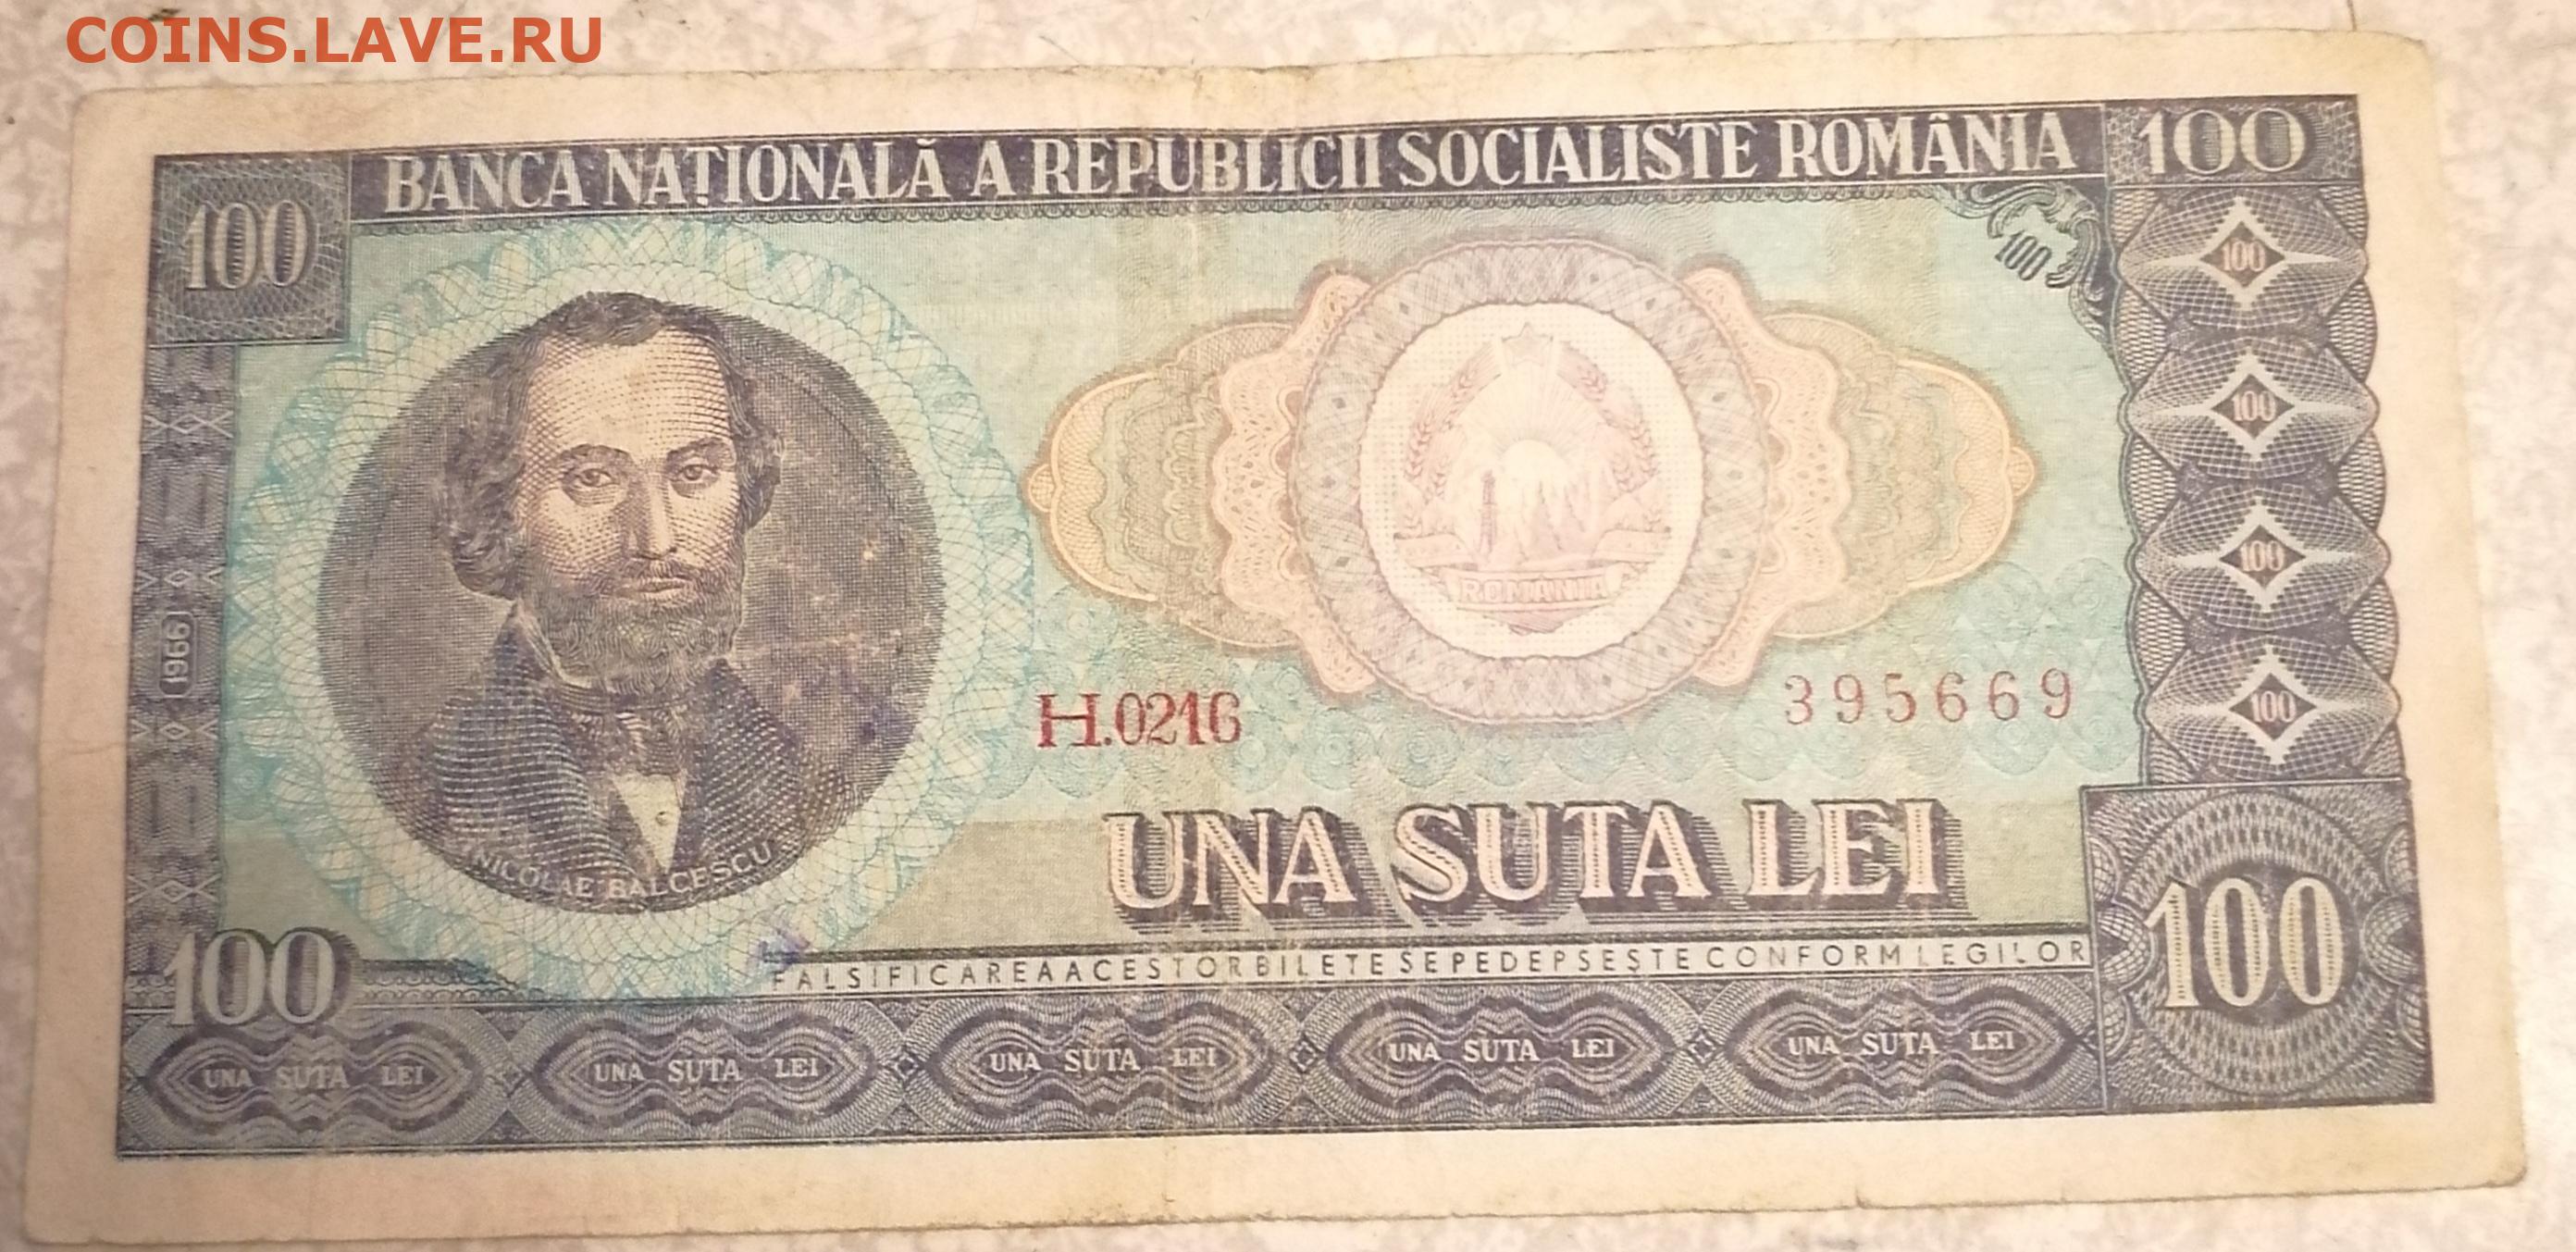 COINS.LAVE.RU
BANCA NAȚIONALĂ A REPUBLICII SOCIALISTE ROMÂNIA
100
100
100
100
100
100
100
1966
ROMÂNIA
H.0216
395669
NICOLAE BĂLCESCU
UNA SUTA LEI
100
100
FALSIFICAREA ACESTOR BILETE SE PEDEPSEȘTE CONFORM LEGILOR
UNA SUTA LEI UNA SUTA LEI UNA SUTA LEI UNA SUTA LEI UNA SUTA LEI